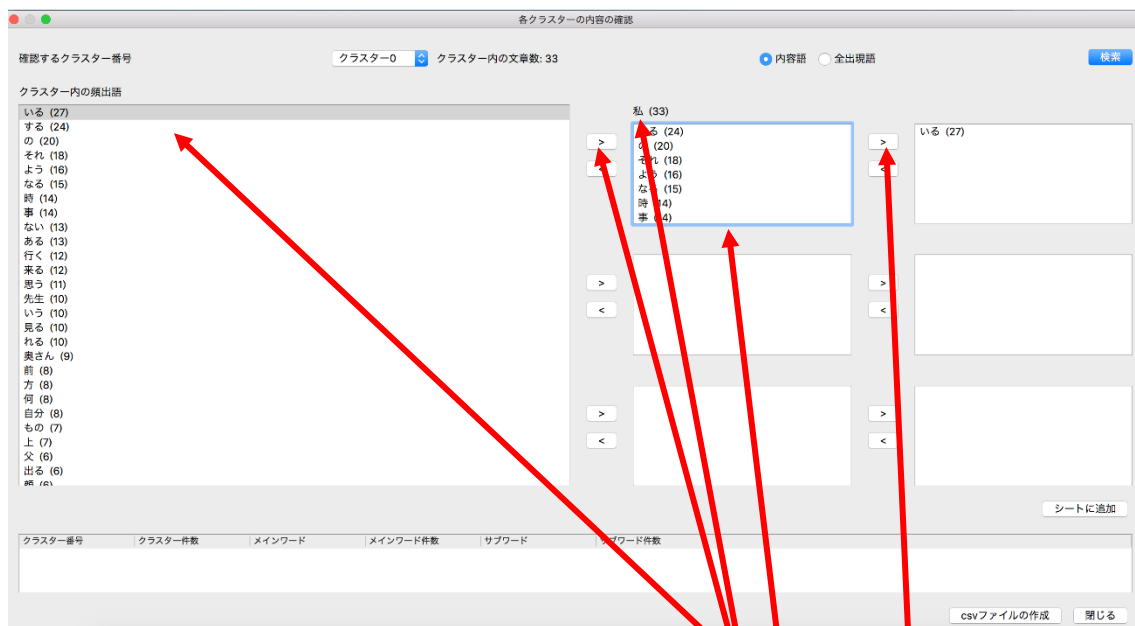 各クラスターの内容の確認
確認するクラスター番号 クラスター0 クラスター内の文章数: 33 内容語 全出現語 検索
クラスター内の頻出語
いる (27)
する (24)
の (20)
それ (18)
よう (16)
なる (15)
時 (14)
事 (14)
ない (13)
ある (13)
行く (12)
来る (12)
思う (11)
先生 (10)
いう (10)
見る (10)
れる (10)
奥さん (9)
前 (8)
方 (8)
何 (8)
自分 (8)
もの (7)
上 (7)
父 (6)
出る (6)
私 (33)
>
<
する (24)
の (20)
それ (18)
よう (16)
なる (15)
時 (14)
事 (14)
>
<
いる (27)
>
<
>
<
>
<
>
<
シートに追加
クラスター番号 クラスター件数 メインワード メインワード件数 サブワード サブワード件数
csvファイルの作成 閉じる